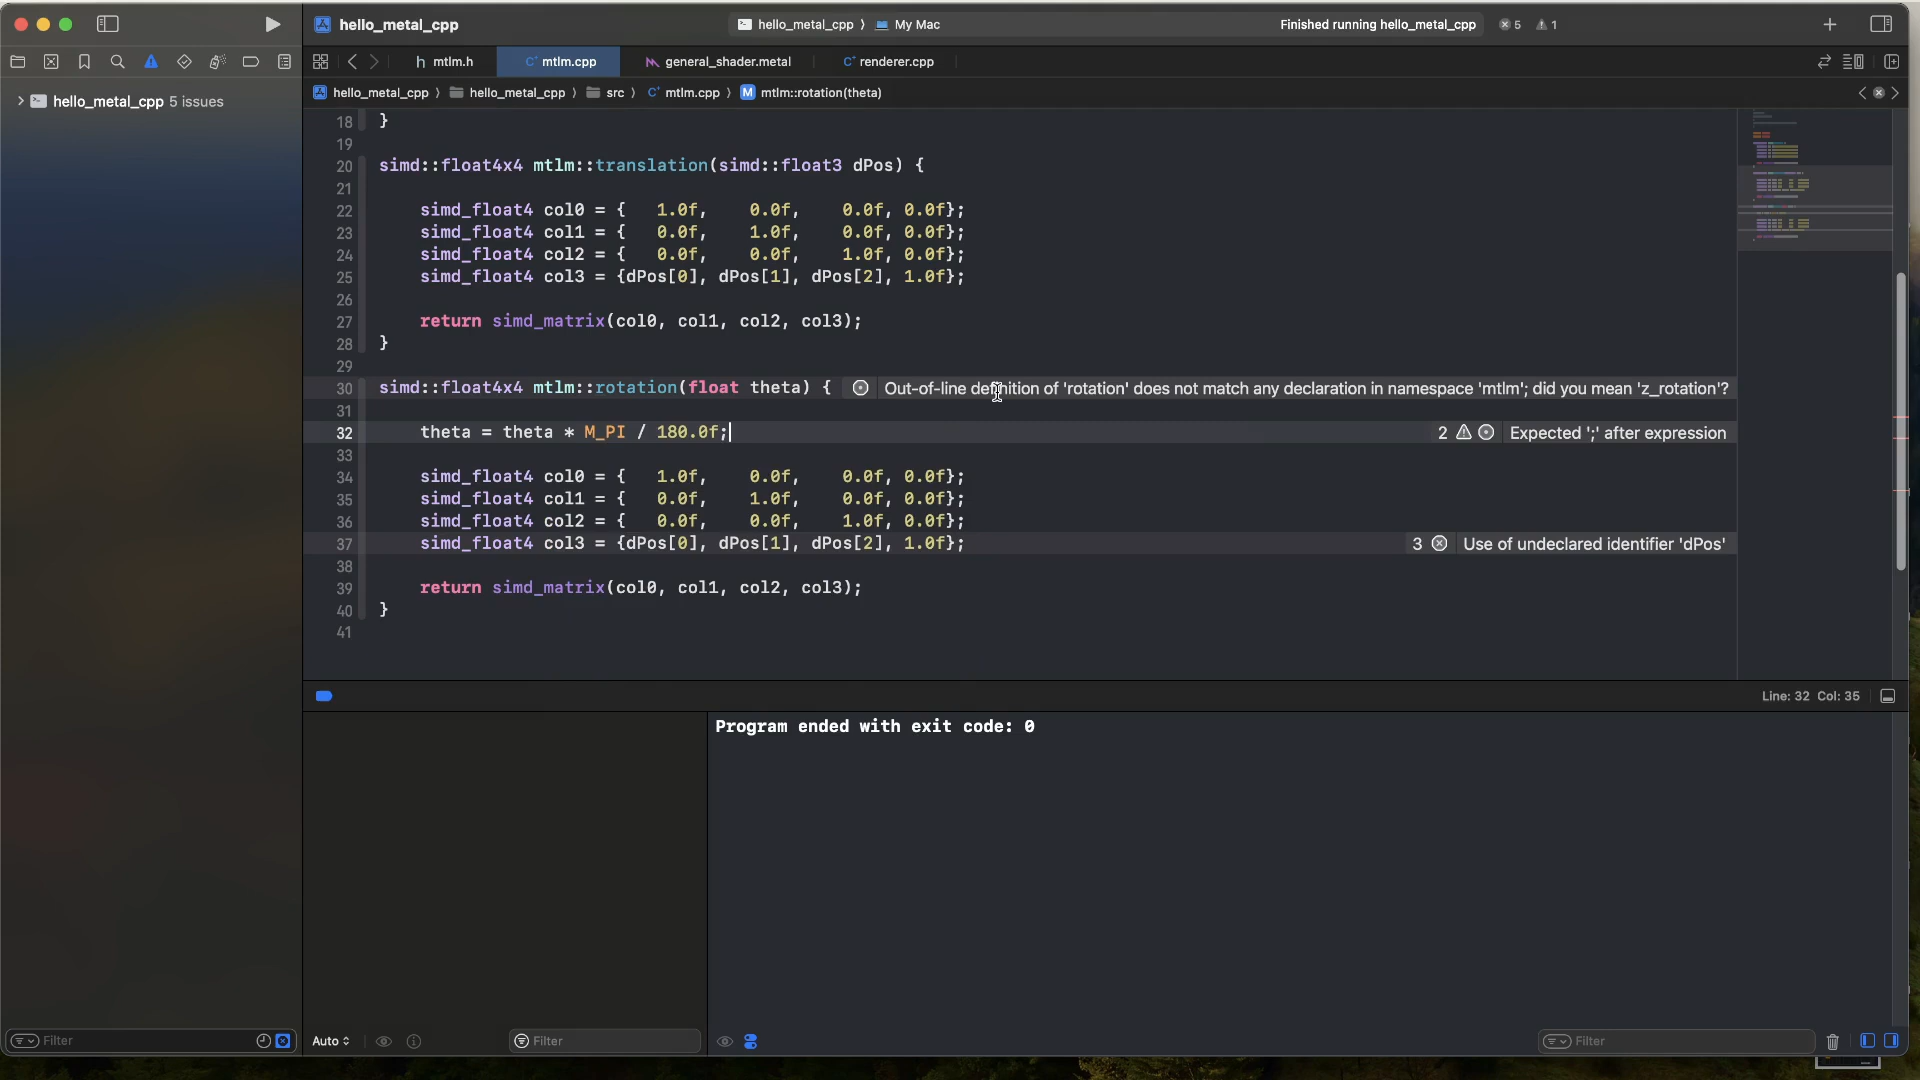 hello_metal_cpp
hello_metal_cpp 〉 My Mac
Finished running hello_metal_cpp
5 1
h mtlm.h
C+ mtlm.cpp
general_shader.metal
C+ renderer.cpp
hello_metal_cpp 5 issues
hello_metal_cpp 〉 hello_metal_cpp 〉 src 〉 C+ mtlm.cpp 〉 M mtlm::rotation(theta)
18 }
19
20 simd::float4x4 mtlm::translation(simd::float3 dPos) {
21
22 simd_float4 col0 = { 1.0f, 0.0f, 0.0f, 0.0f};
23 simd_float4 col1 = { 0.0f, 1.0f, 0.0f, 0.0f};
24 simd_float4 col2 = { 0.0f, 0.0f, 1.0f, 0.0f};
25 simd_float4 col3 = {dPos[0], dPos[1], dPos[2], 1.0f};
26
27 return simd_matrix(col0, col1, col2, col3);
28 }
29
30 simd::float4x4 mtlm::rotation(float theta) { Out-of-line definition of 'rotation' does not match any declaration in namespace 'mtlm'; did you mean 'z_rotation'?
31
32 theta = theta * M_PI / 180.0f; 2 Expected ';' after expression
33
34 simd_float4 col0 = { 1.0f, 0.0f, 0.0f, 0.0f};
35 simd_float4 col1 = { 0.0f, 1.0f, 0.0f, 0.0f};
36 simd_float4 col2 = { 0.0f, 0.0f, 1.0f, 0.0f};
37 simd_float4 col3 = {dPos[0], dPos[1], dPos[2], 1.0f}; 3 Use of undeclared identifier 'dPos'
38
39 return simd_matrix(col0, col1, col2, col3);
40 }
41
Line: 32 Col: 35
Program ended with exit code: 0
Filter
Auto
Filter
Filter